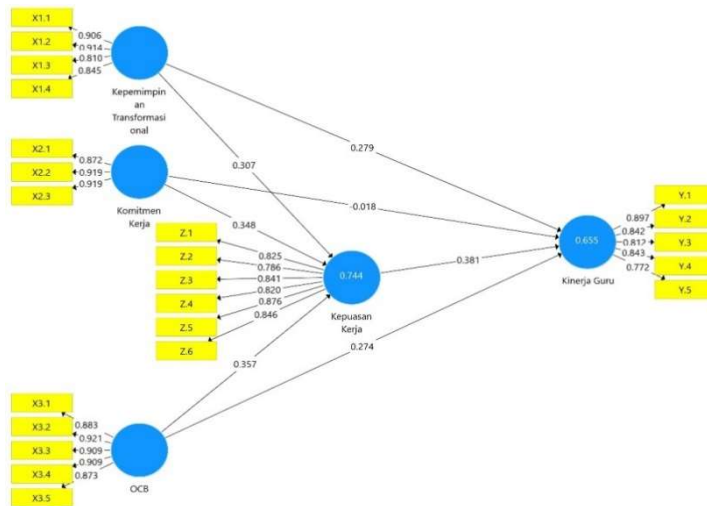 X1.1
X1.2
X1.3
X1.4
0.906
0.914
0.810
0.845
Kepemimpin
an
Transformasi
onal
0.279
0.307
X2.1
X2.2
X2.3
0.872
0.919
0.919
Komitmen
Kerja
-0.018
0.348
Z.1
Z.2
Z.3
Z.4
Z.5
Z.6
0.825
0.786
0.841
0.820
0.876
0.846
0.744
Kepuasan
Kerja
0.381
0.655
Kinerja Guru
0.897
0.842
0.812
0.843
0.772
Y.1
Y.2
Y.3
Y.4
Y.5
0.357
0.274
X3.1
X3.2
X3.3
X3.4
X3.5
0.883
0.921
0.909
0.909
0.873
OCB